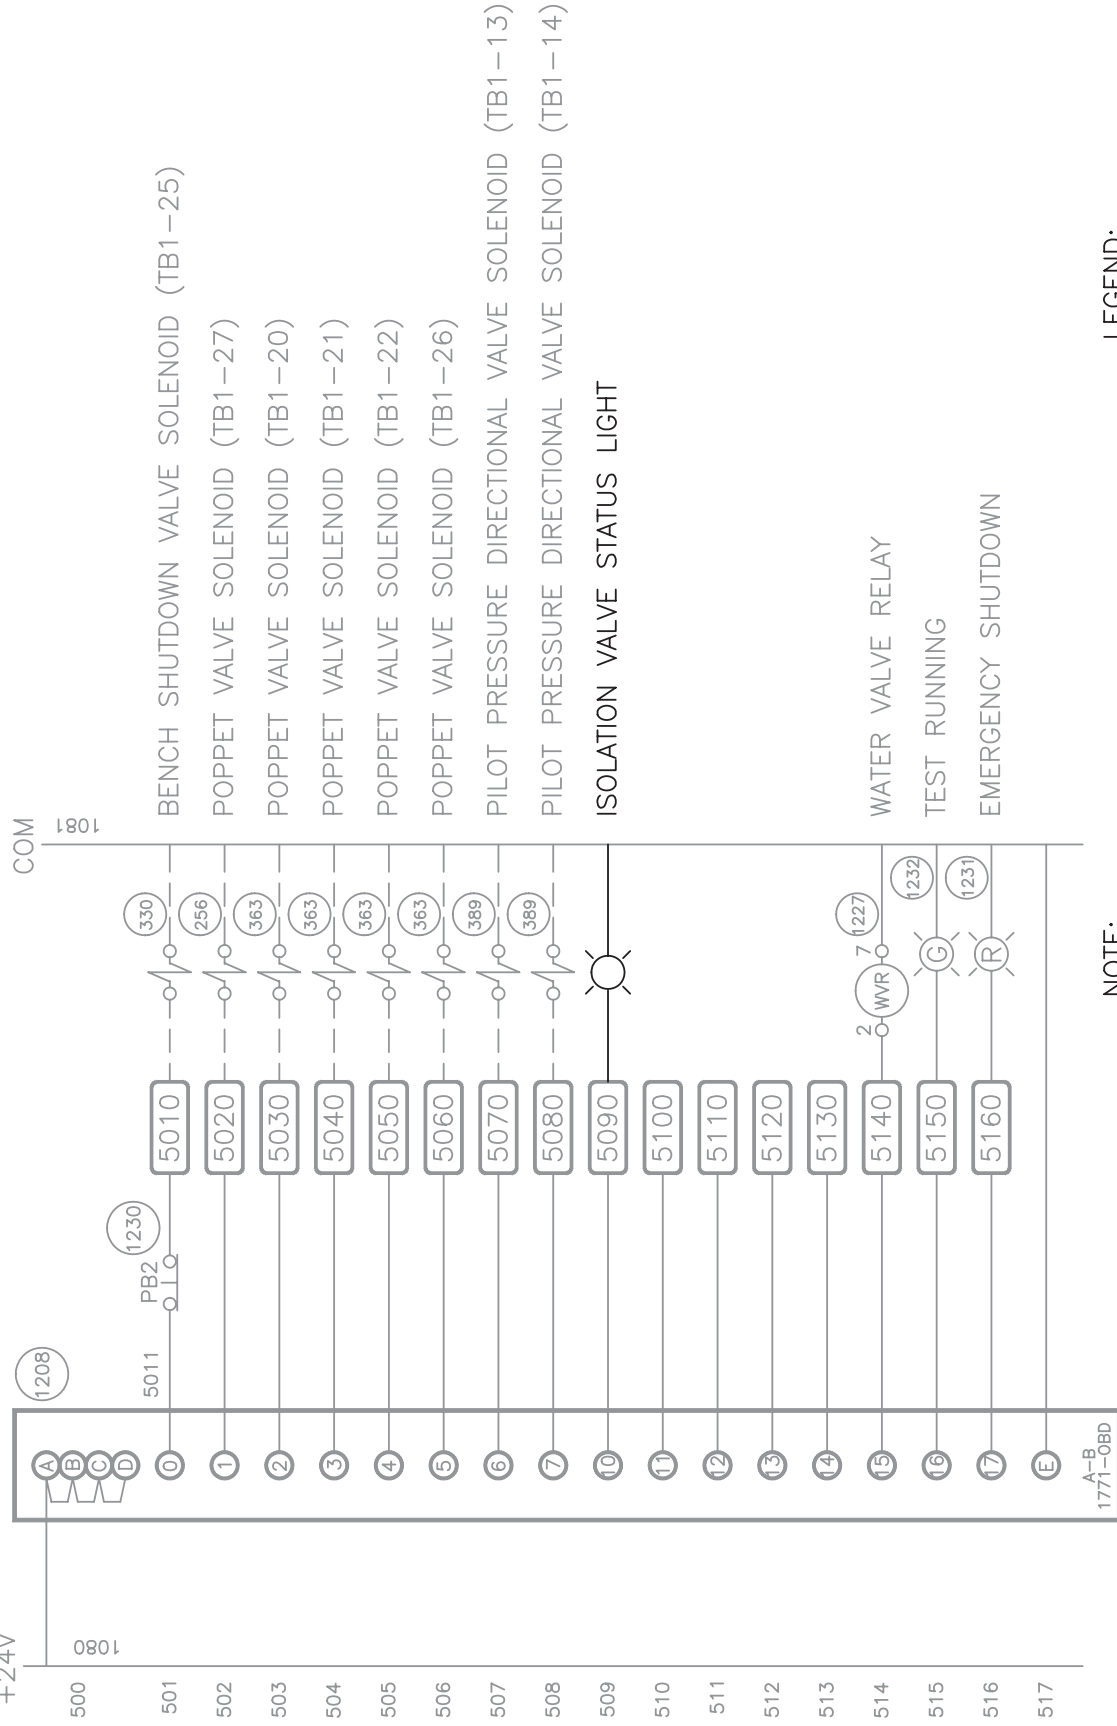 +24V
1080
COM
1081
1208
A
B
C
D
500
501 0 5011 PB2 1230 5010 330 BENCH SHUTDOWN VALVE SOLENOID (TB1-25)
502 1 5020 256 POPPET VALVE SOLENOID (TB1-27)
503 2 5030 363 POPPET VALVE SOLENOID (TB1-20)
504 3 5040 363 POPPET VALVE SOLENOID (TB1-21)
505 4 5050 363 POPPET VALVE SOLENOID (TB1-22)
506 5 5060 363 POPPET VALVE SOLENOID (TB1-26)
507 6 5070 389 PILOT PRESSURE DIRECTIONAL VALVE SOLENOID (TB1-13)
508 7 5080 389 PILOT PRESSURE DIRECTIONAL VALVE SOLENOID (TB1-14)
509 10 5090 ISOLATION VALVE STATUS LIGHT
510 11 5100
511 12 5110
512 13 5120
513 14 5130
514 15 5140 2 WVR 7 1227 WATER VALVE RELAY
515 16 5150 G 1232 TEST RUNNING
516 17 5160 R 1231 EMERGENCY SHUTDOWN
517 E
A-B
1771-OBD
NOTE:
LEGEND: